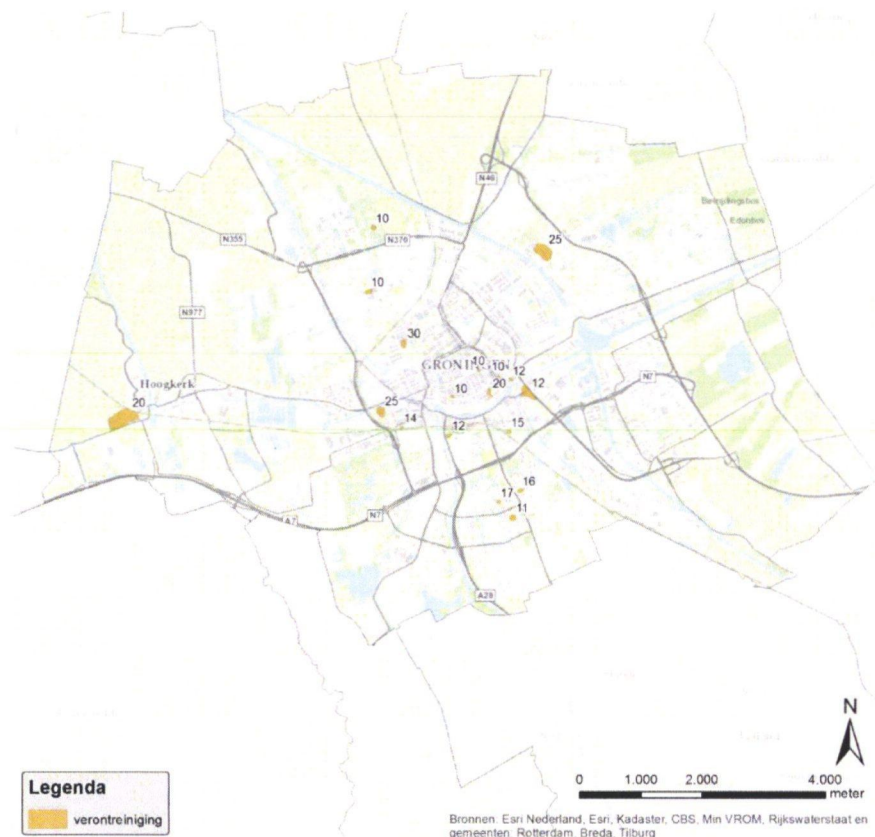 N46
10
N355
N370
25
10
N977
30
GRONINGEN
10
10
12
Hoogkerk
10
20
12
N7
20
25
14
12
15
16
17
11
A7
N7
A28
N
Legenda
verontreiniging
0
1.000
2.000
4.000
meter
Bronnen: Esri Nederland, Esri, Kadaster, CBS, Min VROM, Rijkswaterstaat en
gemeenten: Rotterdam, Breda, Tilburg